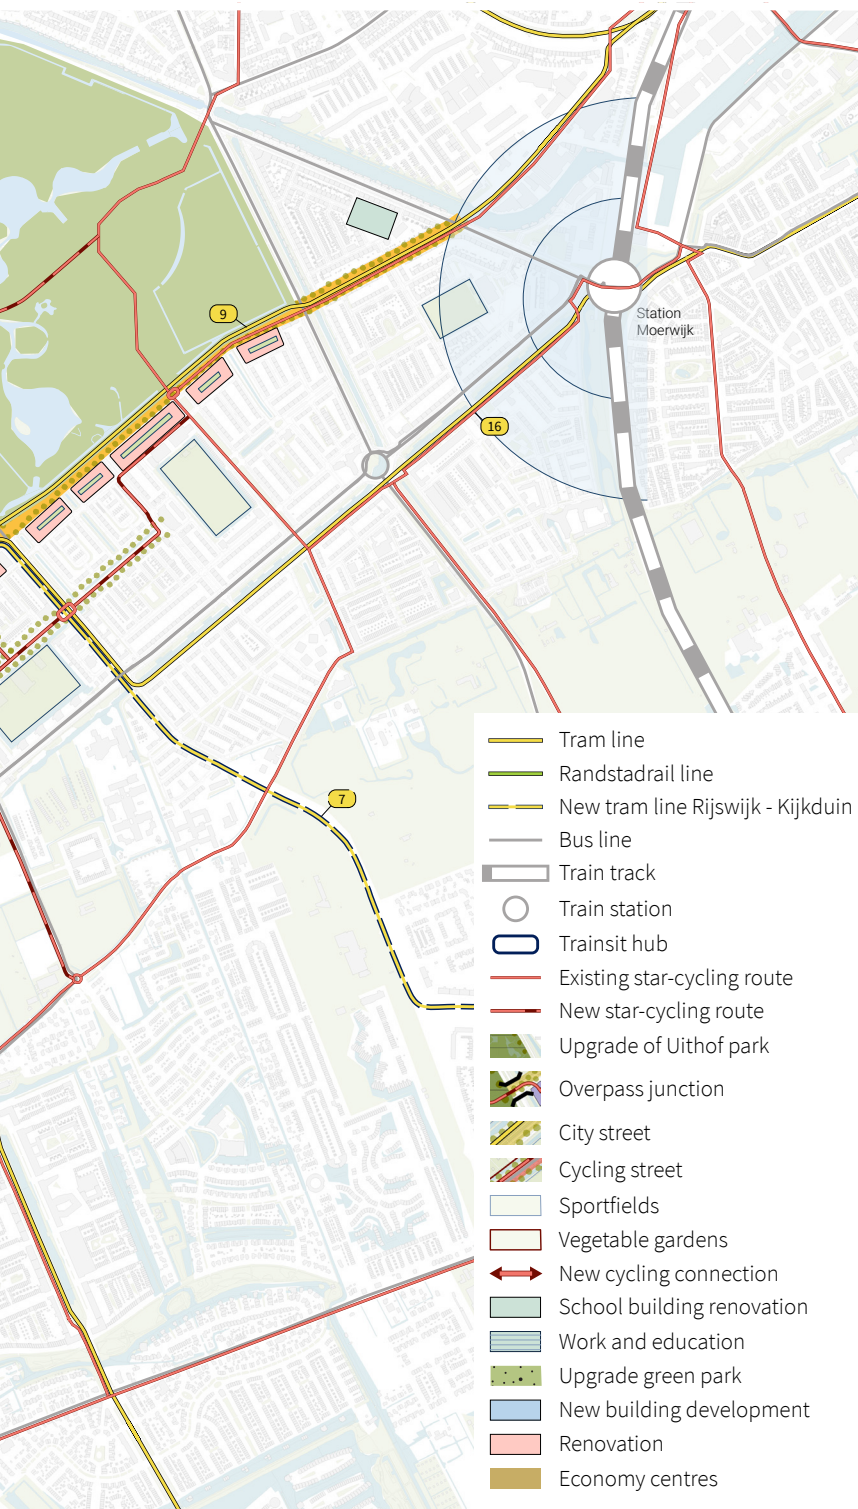 9
Station
Moerwijk
16
7
Tram line
Randstadrail line
New tram line Rijswijk - Kijkduin
Bus line
Train track
Train station
Trainsit hub
Existing star-cycling route
New star-cycling route
Upgrade of Uithof park
Overpass junction
City street
Cycling street
Sportfields
Vegetable gardens
New cycling connection
School building renovation
Work and education
Upgrade green park
New building development
Renovation
Economy centres